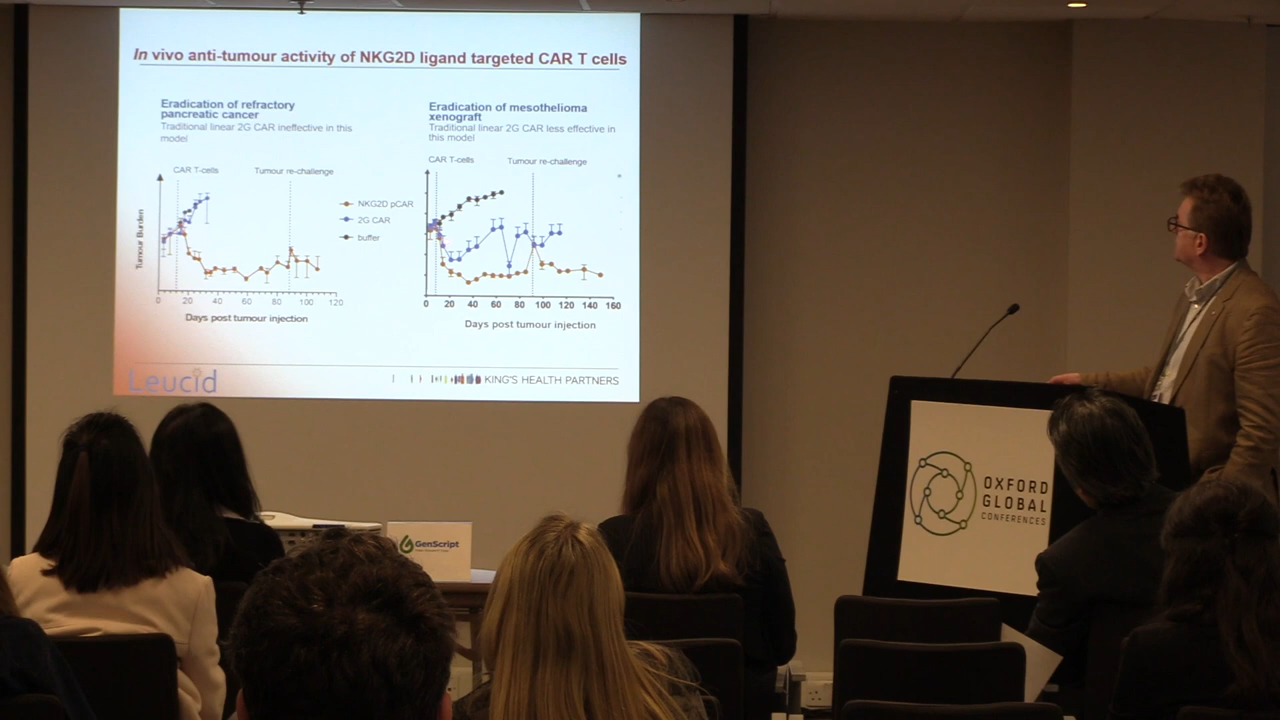 In vivo anti-tumour activity of NKG2D ligand targeted CAR T cells
Eradication of refractory
pancreatic cancer
Traditional linear 2G CAR ineffective in this
model
CAR T-cells
Tumour re-challenge
Tumour Burden
NKG2D pCAR
2G CAR
buffer
0 20 40 60 80 100 120
Days post tumour injection
Eradication of mesothelioma
xenograft
Traditional linear 2G CAR less effective in
this model
CAR T-cells
Tumour re-challenge
0 20 40 60 80 100 120 140 160
Days post tumour injection
Leucid
KING'S HEALTH PARTNERS
GenScript
OXFORD
GLOBAL
CONFERENCES